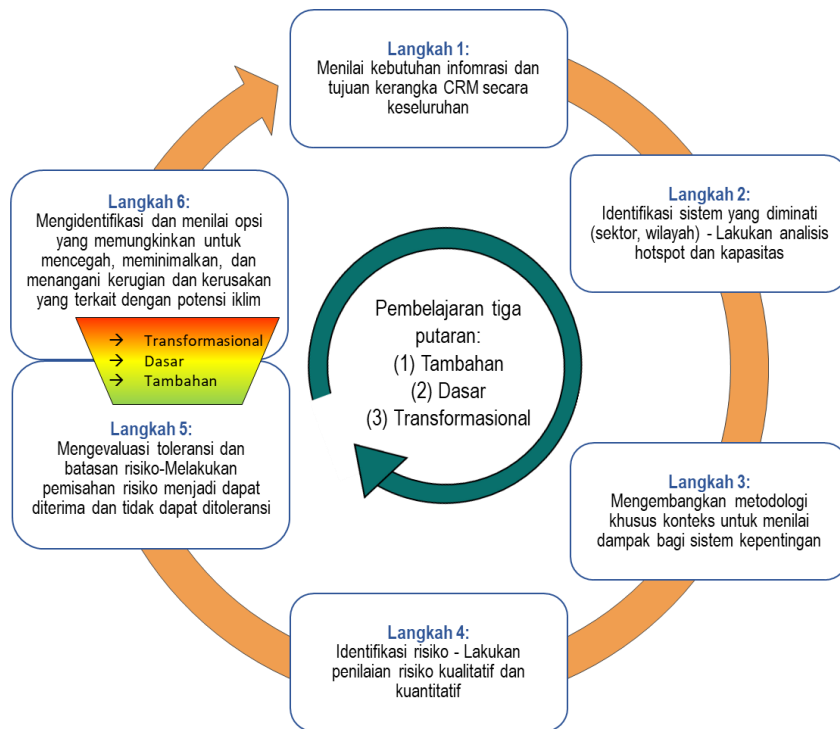 Langkah 1:
Menilai kebutuhan infomrasi dan
tujuan kerangka CRM secara
keseluruhan
Langkah 2:
Identifikasi sistem yang diminati
(sektor, wilayah) - Lakukan analisis
hotspot dan kapasitas
Langkah 3:
Mengembangkan metodologi
khusus konteks untuk menilai
dampak bagi sistem kepentingan
Langkah 4:
Identifikasi risiko - Lakukan
penilaian risiko kualitatif dan
kuantitatif
Langkah 5:
Mengevaluasi toleransi dan
batasan risiko-Melakukan
pemisahan risiko menjadi dapat
diterima dan tidak dapat ditoleransi
Langkah 6:
Mengidentifikasi dan menilai opsi
yang memungkinkan untuk
mencegah, meminimalkan, dan
menangani kerugian dan kerusakan
yang terkait dengan potensi iklim
→ Transformasional
→ Dasar
→ Tambahan
Pembelajaran tiga
putaran:
(1) Tambahan
(2) Dasar
(3) Transformasional